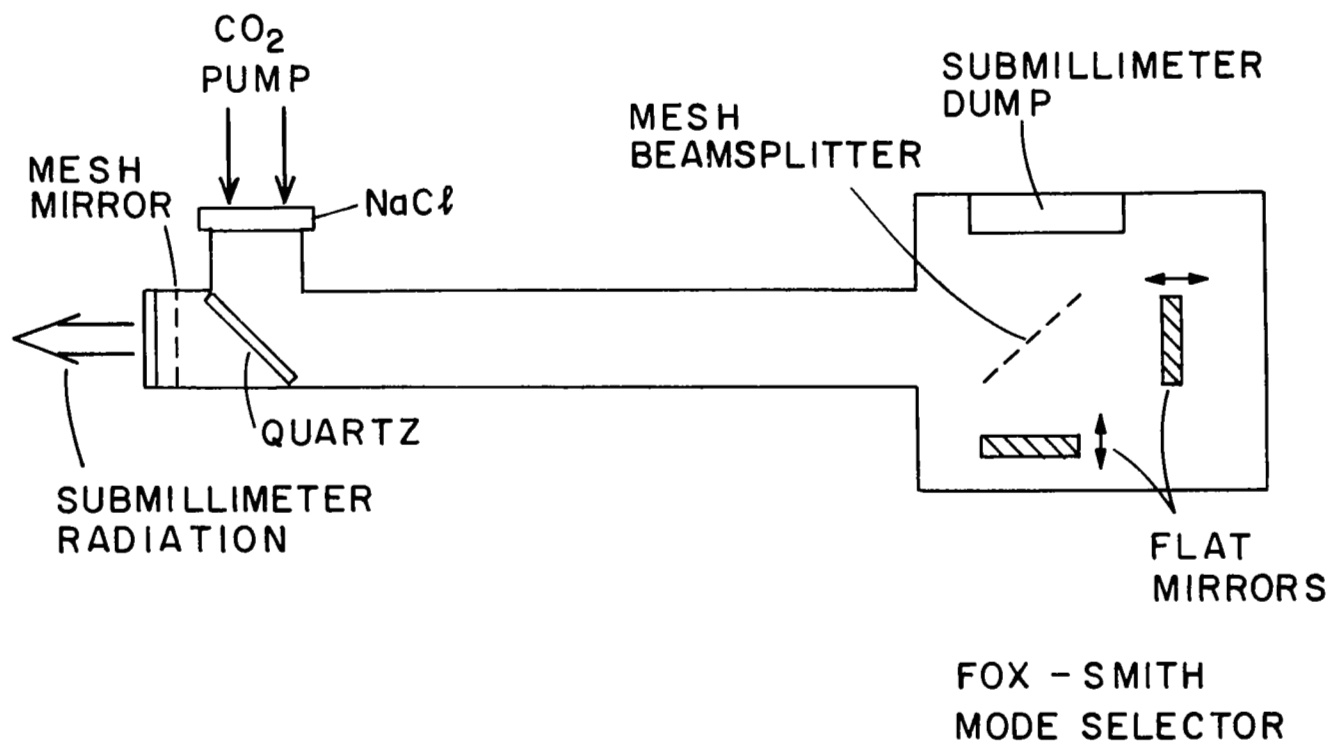 CO₂
PUMP
MESH
MIRROR
NaCℓ
QUARTZ
SUBMILLIMETER
RADIATION
MESH
BEAMSPLITTER
SUBMILLIMETER
DUMP
FLAT
MIRRORS
FOX - SMITH
MODE SELECTOR